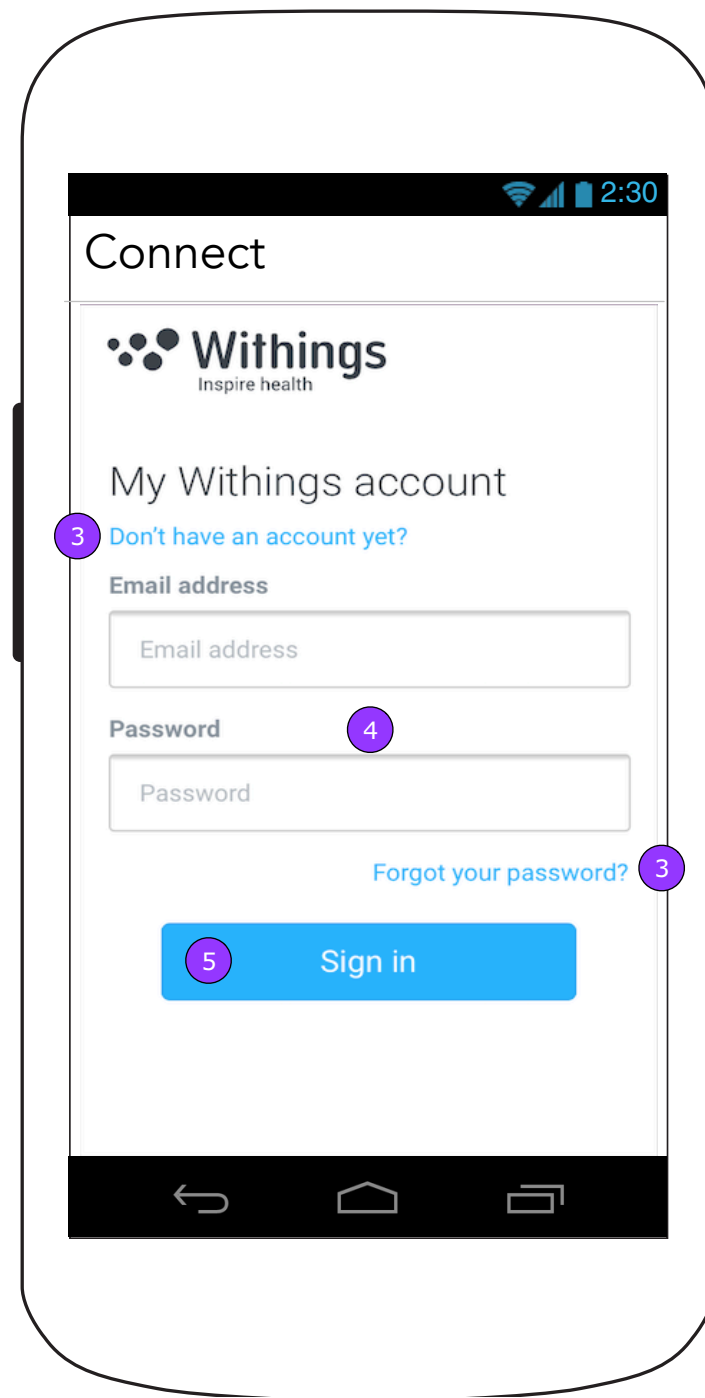 2:30
Connect
Withings
Inspire health
My Withings account
3 Don't have an account yet?
Email address
Email address
Password 4
Password
Forgot your password? 3
5 Sign in